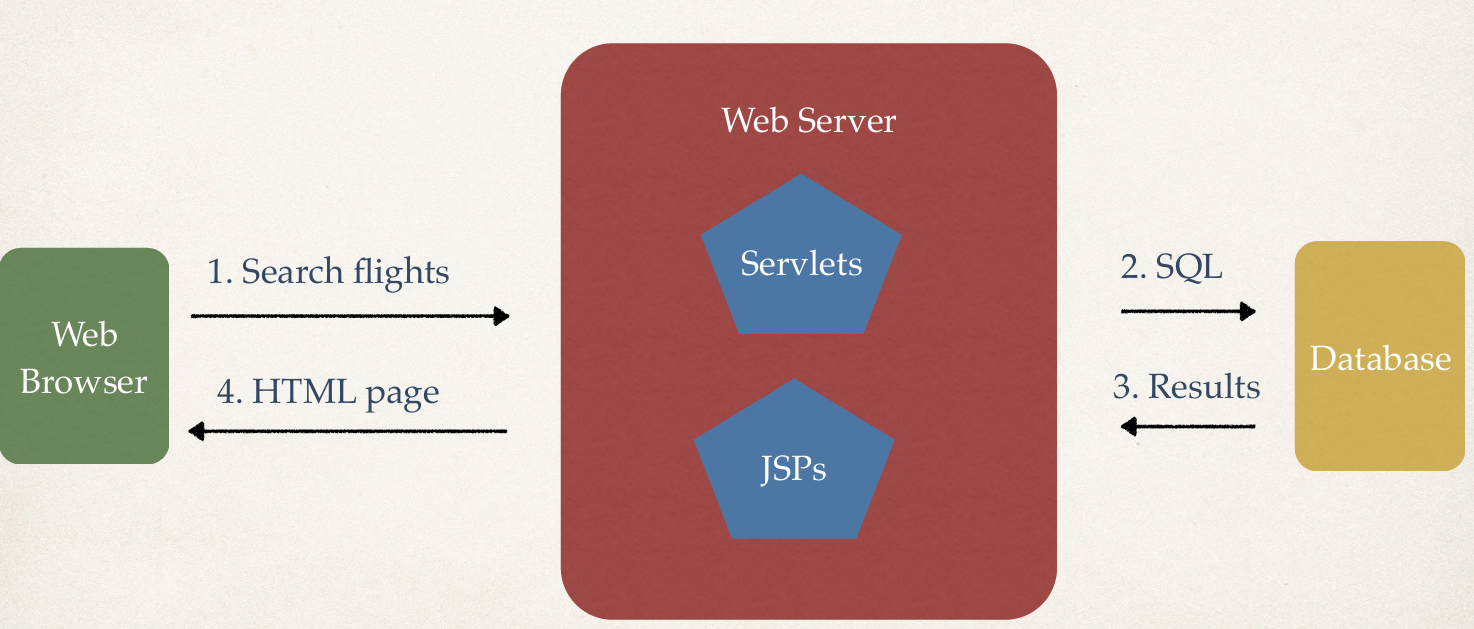 Web Server
Servlets
1. Search flights
2. SQL
Web
Browser
Database
4. HTML page
3. Results
JSPs